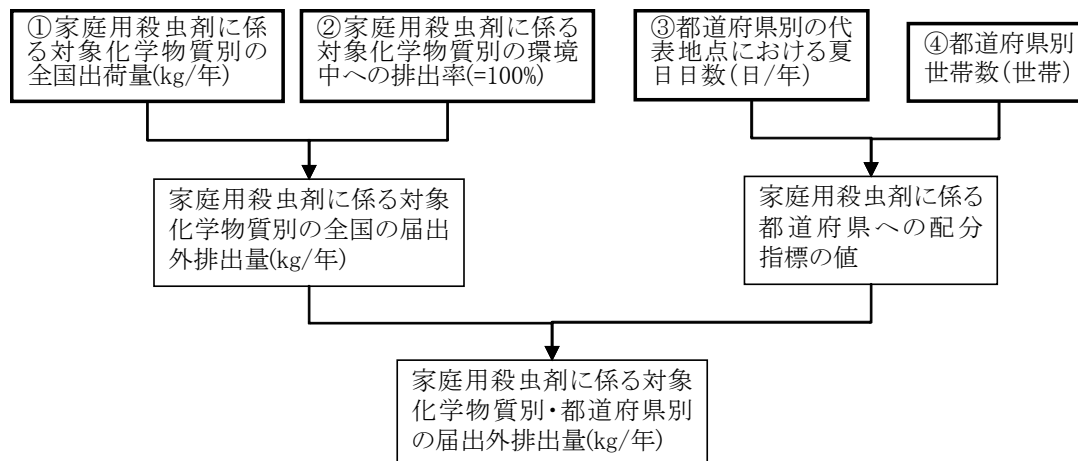 ①家庭用殺虫剤に係
る対象化学物質別の
全国出荷量(kg/年)
②家庭用殺虫剤に係る
対象化学物質別の環境
中への排出率(=100%)
③都道府県別の代
表地点における夏
日日数(日/年)
④都道府県別
世帯数(世帯)
家庭用殺虫剤に係る対象
化学物質別の全国の届出
外排出量(kg/年)
家庭用殺虫剤に係る
都道府県への配分
指標の値
家庭用殺虫剤に係る対象
化学物質別・都道府県別
の届出外排出量(kg/年)